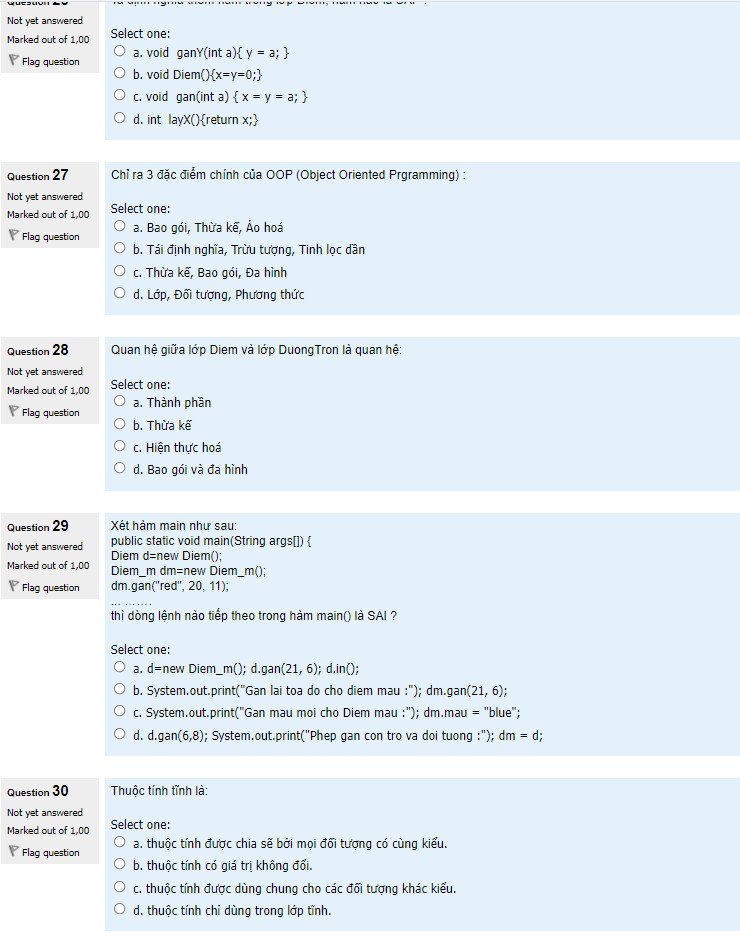 Not yet answered
Marked out of 1,00
Flag question
Select one:
a. void ganY(int a){ y = a; }
b. void Diem(){x=y=0;}
c. void gan(int a) { x = y = a; }
d. int layX(){return x;}
Question 27
Not yet answered
Marked out of 1,00
Flag question
Chỉ ra 3 đặc điểm chính của OOP (Object Oriented Prgramming) :
Select one:
a. Bao gói, Thừa kế, Ảo hoá
b. Tái định nghĩa, Trừu tượng, Tinh lọc dần
c. Thừa kế, Bao gói, Đa hình
d. Lớp, Đối tượng, Phương thức
Question 28
Not yet answered
Marked out of 1,00
Flag question
Quan hệ giữa lớp Diem và lớp DuongTron là quan hệ:
Select one:
a. Thành phần
b. Thừa kế
c. Hiện thực hoá
d. Bao gói và đa hình
Question 29
Not yet answered
Marked out of 1,00
Flag question
Xét hàm main như sau:
public static void main(String args[]) {
Diem d=new Diem();
Diem_m dm=new Diem_m();
dm.gan("red", 20, 11);
... .......
thì dòng lệnh nào tiếp theo trong hàm main() là SAI ?
Select one:
a. d=new Diem_m(); d.gan(21, 6); d.in();
b. System.out.print("Gan lai toa do cho diem mau :"); dm.gan(21, 6);
c. System.out.print("Gan mau moi cho Diem mau :"); dm.mau = "blue";
d. d.gan(6,8); System.out.print("Phep gan con tro va doi tuong :"); dm = d;
Question 30
Not yet answered
Marked out of 1,00
Flag question
Thuộc tính tĩnh là:
Select one:
a. thuộc tính được chia sẽ bởi mọi đối tượng có cùng kiểu.
b. thuộc tính có giá trị không đổi.
c. thuộc tính được dùng chung cho các đối tượng khác kiểu.
d. thuộc tính chỉ dùng trong lớp tĩnh.